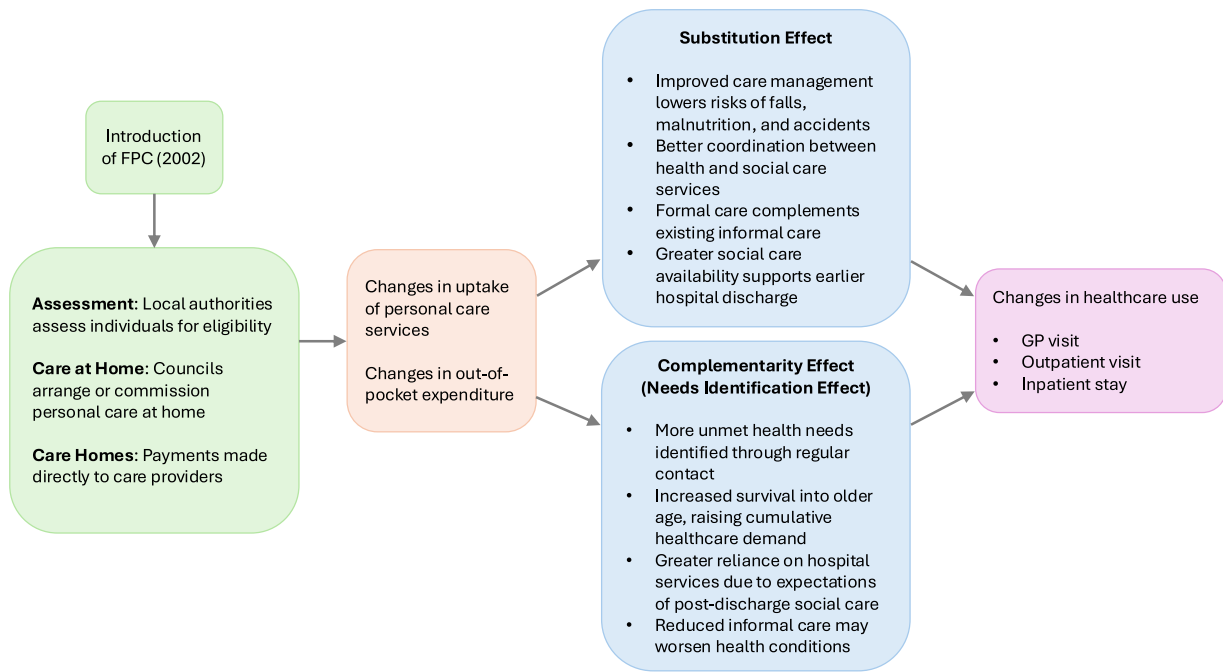 Introduction
of FPC (2002)
Assessment: Local authorities
assess individuals for eligibility
Care at Home: Councils
arrange or commission
personal care at home
Care Homes: Payments made
directly to care providers
Changes in uptake
of personal care
services
Changes in out-of-
pocket expenditure
Substitution Effect
• Improved care management
lowers risks of falls,
malnutrition, and accidents
• Better coordination between
health and social care
services
• Formal care complements
existing informal care
• Greater social care
availability supports earlier
hospital discharge
Complementarity Effect
(Needs Identification Effect)
• More unmet health needs
identified through regular
contact
• Increased survival into older
age, raising cumulative
healthcare demand
• Greater reliance on hospital
services due to expectations
of post-discharge social care
• Reduced informal care may
worsen health conditions
Changes in healthcare use
• GP visit
• Outpatient visit
• Inpatient stay